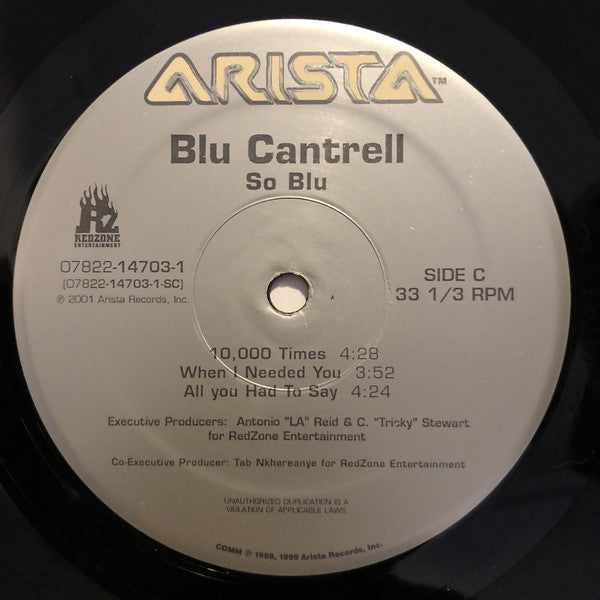 ARISTA™
Blu Cantrell
So Blu
RZ
REDZONE
ENTERTAINMENT
07822-14703-1
(07822-14703-1-SC)
℗ 2001 Arista Records, Inc.
SIDE C
33 1/3 RPM
10,000 Times 4:28
When I Needed You 3:52
All you Had To Say 4:24
Executive Producers: Antonio "LA" Reid & C. "Tricky" Stewart
for RedZone Entertainment
Co-Executive Producer: Tab Nkhereanye for RedZone Entertainment
UNAUTHORIZED DUPLICATION IS A
VIOLATION OF APPLICABLE LAWS
COMM ℗ 1998, 1999 Arista Records, Inc.